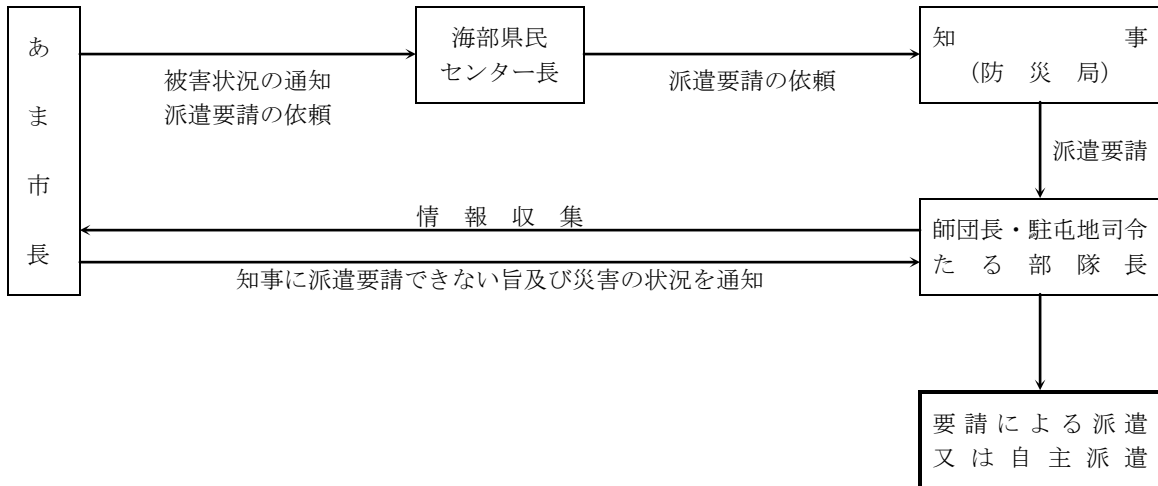 あま市長
被害状況の通知
派遣要請の依頼
海部県民
センター長
派遣要請の依頼
知事
(防災局)
派遣要請
情報収集
知事に派遣要請できない旨及び災害の状況を通知
師団長・駐屯地司令
たる部隊長
要請による派遣
又は自主派遣